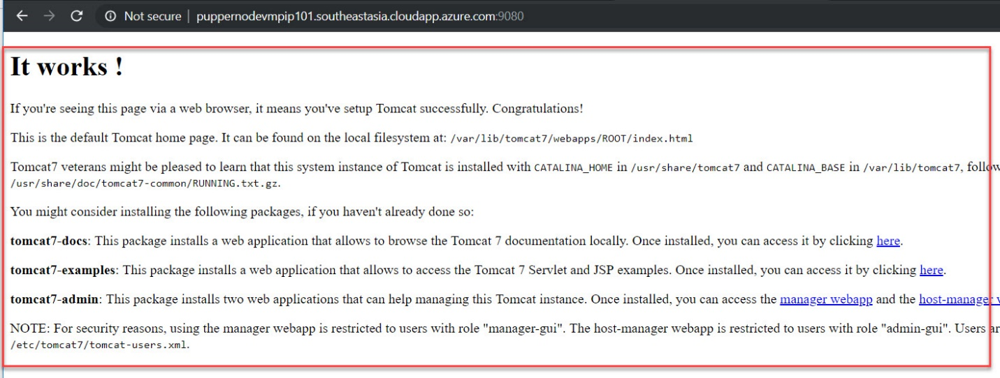 Not secure | puppernodevmpip101.southeastasia.cloudapp.azure.com:9080
It works !
If you're seeing this page via a web browser, it means you've setup Tomcat successfully. Congratulations!
This is the default Tomcat home page. It can be found on the local filesystem at: /var/lib/tomcat7/webapps/ROOT/index.html
Tomcat7 veterans might be pleased to learn that this system instance of Tomcat is installed with CATALINA_HOME in /usr/share/tomcat7 and CATALINA_BASE in /var/lib/tomcat7, follow
/usr/share/doc/tomcat7-common/RUNNING.txt.gz.
You might consider installing the following packages, if you haven't already done so:
tomcat7-docs: This package installs a web application that allows to browse the Tomcat 7 documentation locally. Once installed, you can access it by clicking here.
tomcat7-examples: This package installs a web application that allows to access the Tomcat 7 Servlet and JSP examples. Once installed, you can access it by clicking here.
tomcat7-admin: This package installs two web applications that can help managing this Tomcat instance. Once installed, you can access the manager webapp and the host-manager
NOTE: For security reasons, using the manager webapp is restricted to users with role "manager-gui". The host-manager webapp is restricted to users with role "admin-gui". Users ar
/etc/tomcat7/tomcat-users.xml.